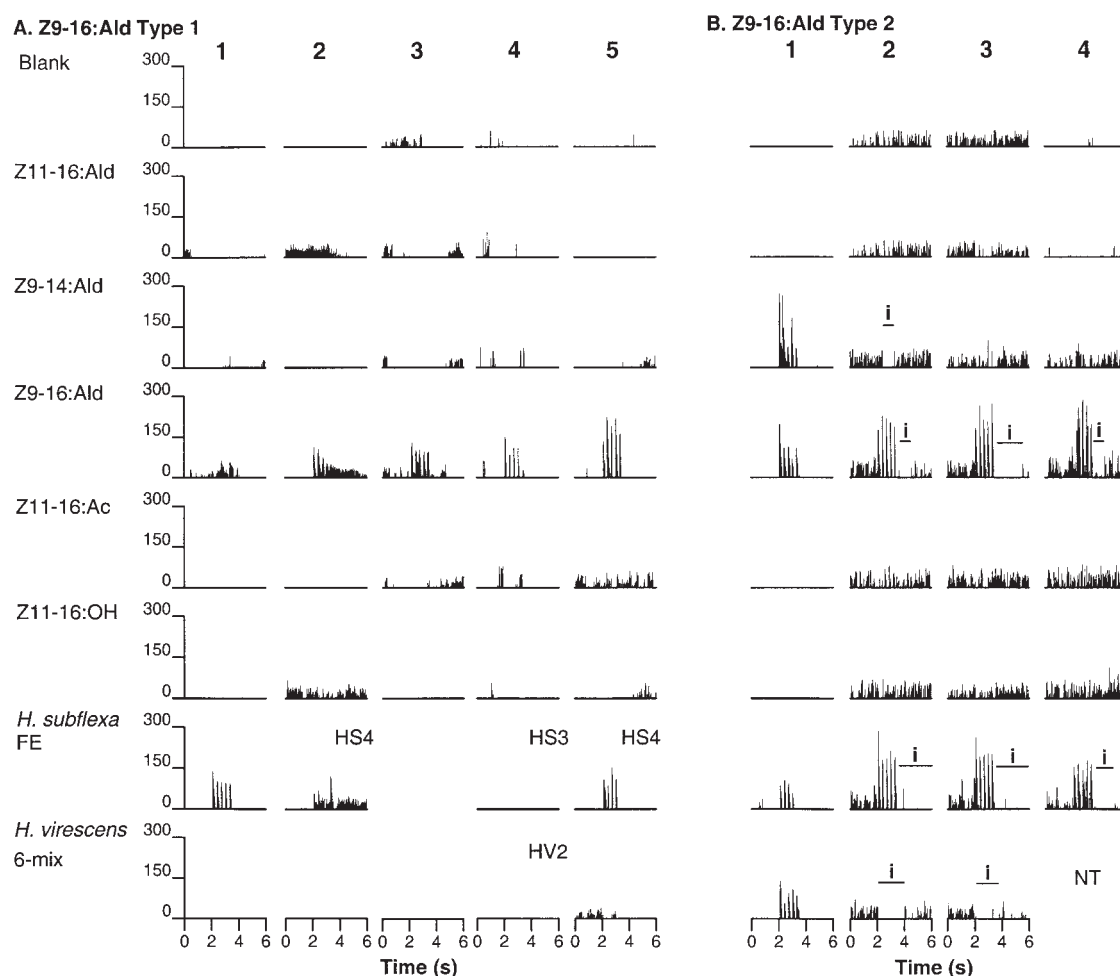 A. Z9-16:Ald Type 1
B. Z9-16:Ald Type 2
1 2 3 4 5 1 2 3 4
Blank
300
150
0
Z11-16:Ald
300
150
0
Z9-14:Ald
300
150
0
i
Z9-16:Ald
300
150
0
i i i
Z11-16:Ac
300
150
0
Z11-16:OH
300
150
0
H. subflexa
FE
300
150
0
HS4 HS3 HS4
i i i
H. virescens
6-mix
300
150
0
HV2
i i
NT
0 2 4 6 0 2 4 6 0 2 4 6 0 2 4 6 0 2 4 6 0 2 4 6 0 2 4 6 0 2 4 6
Time (s) Time (s)